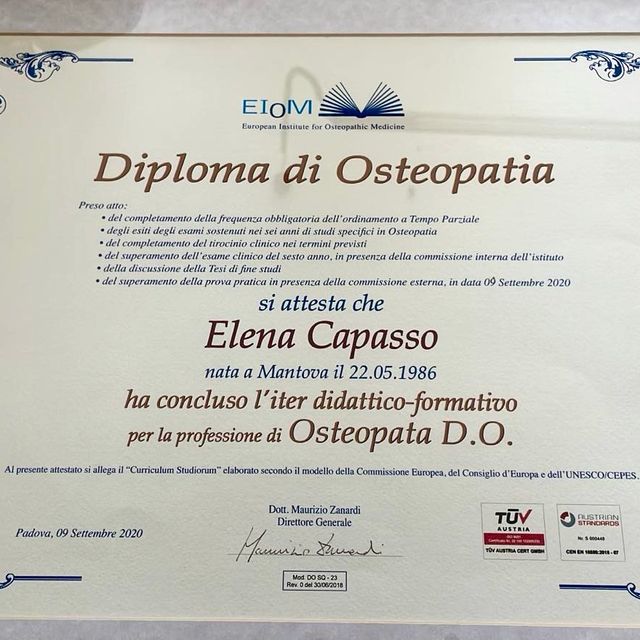 EIoM
European Institute for Osteopathic Medicine
Diploma di Osteopatia
Preso atto:
• del completamento della frequenza obbligatoria dell'ordinamento a Tempo Parziale
• degli esiti degli esami sostenuti nei sei anni di studi specifici in Osteopatia
• del completamento del tirocinio clinico nei termini previsti
• del superamento dell'esame clinico del sesto anno, in presenza della commissione interna dell'istituto
• della discussione della Tesi di fine studi
• del superamento della prova pratica in presenza della commissione esterna, in data 09 Settembre 2020
si attesta che
Elena Capasso
nata a Mantova il 22.05.1986
ha concluso l'iter didattico-formativo
per la professione di Osteopata D.O.
Al presente attestato si allega il "Curriculum Studiorum" elaborato secondo il modello della Commissione Europea, del Consiglio d'Europa e dell'UNESCO/CEPES.
Dott. Maurizio Zanardi
Direttore Generale
Padova, 09 Settembre 2020
Maurizio Zanardi
Mod. DO SQ - 23
Rev. 0 del 30/06/2018
TÜV
AUSTRIA
TÜV AUSTRIA CERT GMBH
AUSTRIAN
STANDARDS
Nr. S 000448
CEN EN 16686:2015 - 07